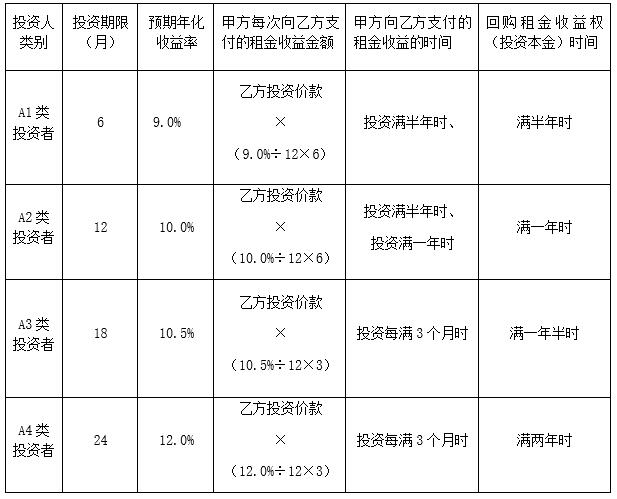 投资人
类别
投资期限
（月）
预期年化
收益率
甲方每次向乙方支
付的租金收益金额
甲方向乙方支付的
租金收益的时间
回购租金收益权
（投资本金）时间
A1类
投资者
6
9.0%
乙方投资价款
×
（9.0%÷12×6）
投资满半年时、
满半年时
A2类
投资者
12
10.0%
乙方投资价款
×
（10.0%÷12×6）
投资满半年时、
投资满一年时
满一年时
A3类
投资者
18
10.5%
乙方投资价款
×
（10.5%÷12×3）
投资每满3个月时
满一年半时
A4类
投资者
24
12.0%
乙方投资价款
×
（12.0%÷12×3）
投资每满3个月时
满两年时